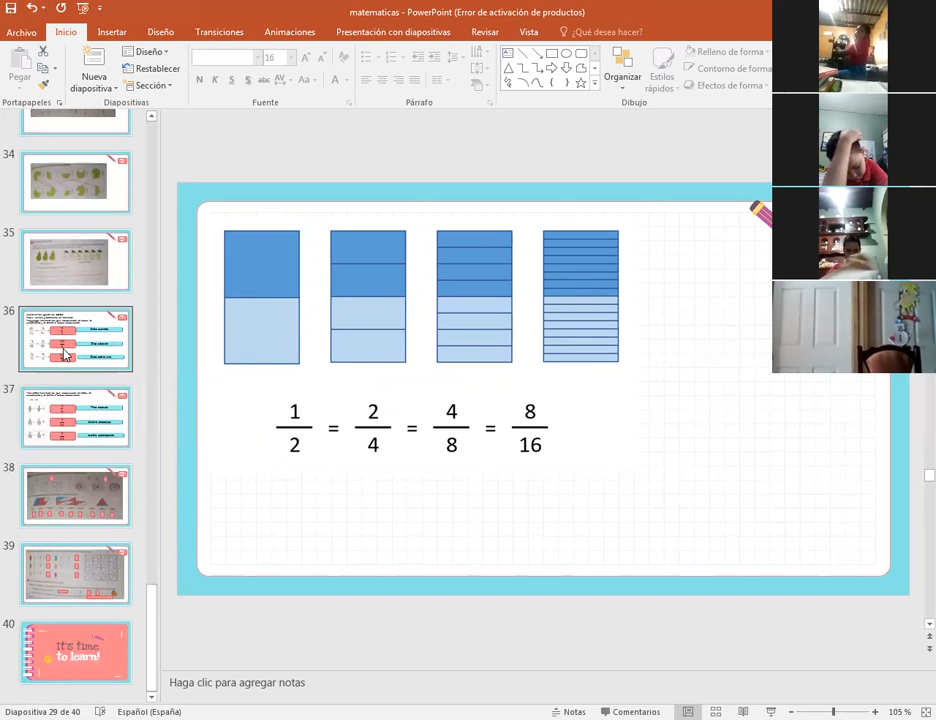 matematicas - PowerPoint (Error de activación de productos)
Archivo Inicio Insertar Diseño Transiciones Animaciones Presentación con diapositivas Revisar Vista ¿Qué desea hacer?
Pegar
Nueva diapositiva
Diseño
Restablecer
Sección
16
N K S abc AV Aa A
Organizar
Estilos rápidos
Relleno de forma
Contorno de forma
Efectos de forma
Portapapeles Diapositivas Fuente Párrafo Dibujo
34
35
36
37
38
39
40
It's time
to learn!
1/2 = 2/4 = 4/8 = 8/16
Haga clic para agregar notas
Diapositiva 29 de 40 Español (España) Notas Comentarios 105 %